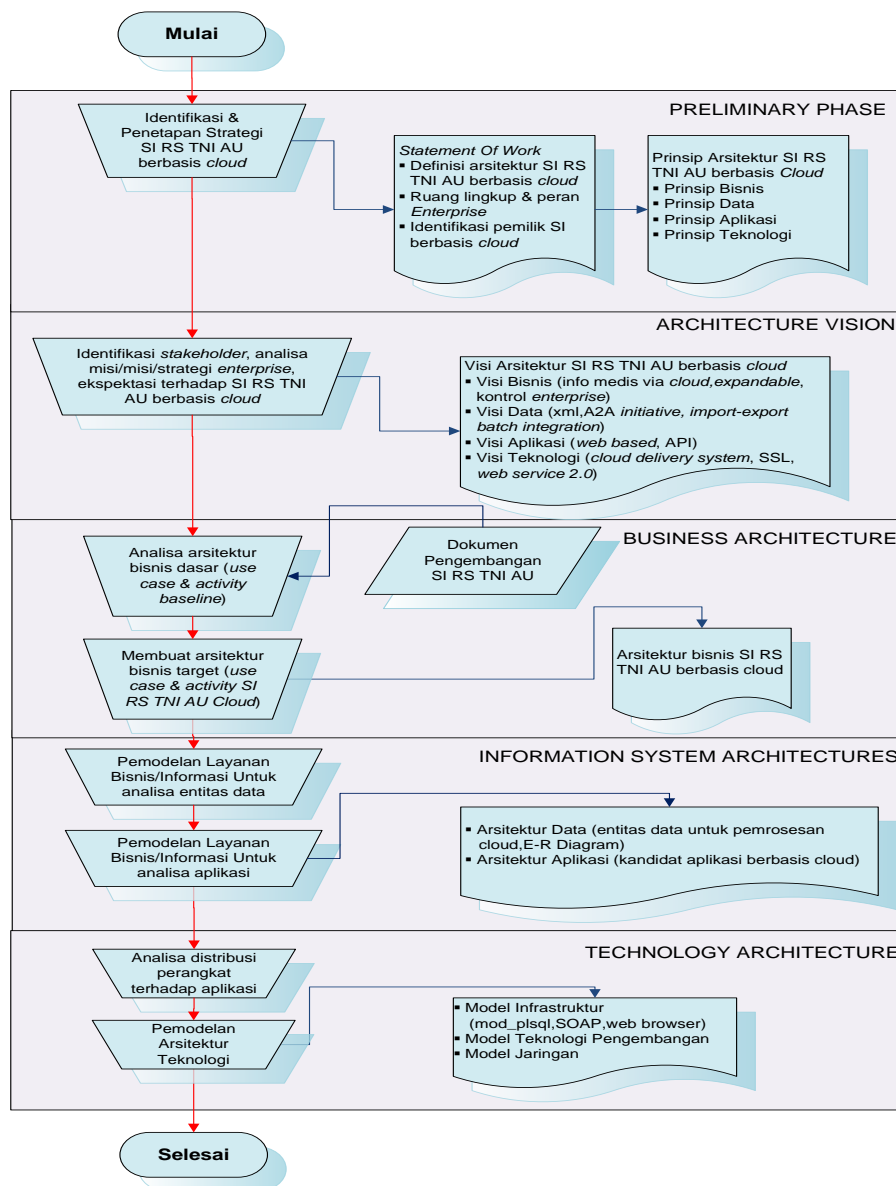 Mulai
PRELIMINARY PHASE
Identifikasi &
Penetapan Strategi
SI RS TNI AU
berbasis cloud
Statement Of Work
▪ Definisi arsitektur SI RS
TNI AU berbasis cloud
▪ Ruang lingkup & peran
Enterprise
▪ Identifikasi pemilik SI
berbasis cloud
Prinsip Arsitektur SI RS
TNI AU berbasis Cloud
▪ Prinsip Bisnis
▪ Prinsip Data
▪ Prinsip Aplikasi
▪ Prinsip Teknologi
ARCHITECTURE VISION
Identifikasi stakeholder, analisa
misi/misi/strategi enterprise,
ekspektasi terhadap SI RS TNI
AU berbasis cloud
Visi Arsitektur SI RS TNI AU berbasis cloud
▪ Visi Bisnis (info medis via cloud,expandable,
kontrol enterprise)
▪ Visi Data (xml,A2A initiative, import-export
batch integration)
▪ Visi Aplikasi (web based, API)
▪ Visi Teknologi (cloud delivery system, SSL,
web service 2.0)
BUSINESS ARCHITECTURE
Analisa arsitektur
bisnis dasar (use
case & activity
baseline)
Dokumen
Pengembangan
SI RS TNI AU
Membuat arsitektur
bisnis target (use
case & activity SI
RS TNI AU Cloud)
Arsitektur bisnis SI RS
TNI AU berbasis cloud
INFORMATION SYSTEM ARCHITECTURES
Pemodelan Layanan
Bisnis/Informasi Untuk
analisa entitas data
Pemodelan Layanan
Bisnis/Informasi Untuk
analisa aplikasi
▪ Arsitektur Data (entitas data untuk pemrosesan
cloud,E-R Diagram)
▪ Arsitektur Aplikasi (kandidat aplikasi berbasis cloud)
TECHNOLOGY ARCHITECTURE
Analisa distribusi
perangkat
terhadap aplikasi
Pemodelan
Arsitektur
Teknologi
▪ Model Infrastruktur
(mod_plsql,SOAP,web browser)
▪ Model Teknologi Pengembangan
▪ Model Jaringan
Selesai